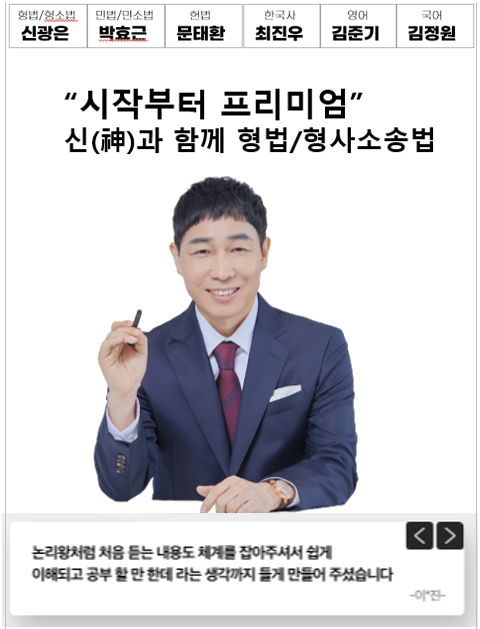 형법/형소법 민법/민소법 헌법 한국사 영어 국어
신광은 박효근 문태환 최진우 김준기 김정원
“시작부터 프리미엄”
신(神)과 함께 형법/형사소송법
논리왕처럼 처음 듣는 내용도 체계를 잡아주셔서 쉽게
이해되고 공부 할 만 한데 라는 생각까지 들게 만들어 주셨습니다
-이*진-